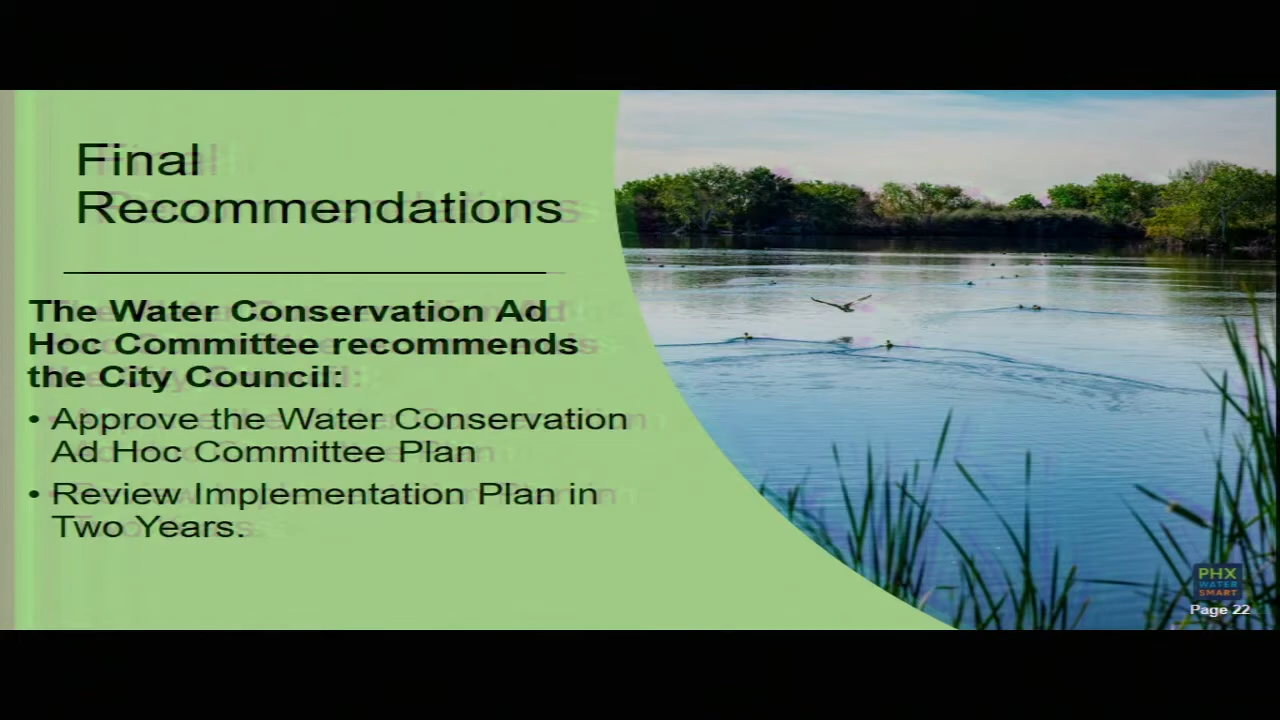 Final
Recommendations
The Water Conservation Ad
Hoc Committee recommends
the City Council:
• Approve the Water Conservation
Ad Hoc Committee Plan
• Review Implementation Plan in
Two Years.
PHX
WATER
SMART
Page 22